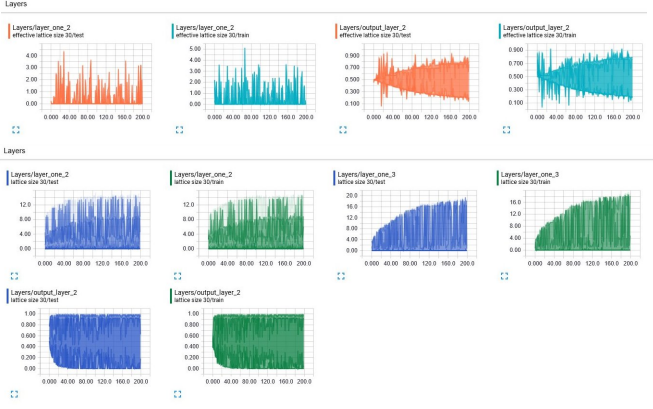 Layers
Layers/layer_one_2
effective lattice size 30/test
Layers/layer_one_2
effective lattice size 30/train
Layers/output_layer_2
effective lattice size 30/test
Layers/output_layer_2
effective lattice size 30/train
4.00
3.00
2.00
1.00
0.00
0.000 40.00 80.00 120.0 160.0 200.0
5.00
4.00
3.00
2.00
1.00
0.00
0.000 40.00 80.00 120.0 160.0 200.0
0.900
0.700
0.500
0.300
0.100
0.000 40.00 80.00 120.0 160.0 200.0
0.900
0.700
0.500
0.300
0.100
0.000 40.00 80.00 120.0 160.0 200.0
Layers
Layers/layer_one_2
lattice size 30/test
Layers/layer_one_2
lattice size 30/train
Layers/layer_one_3
lattice size 30/test
Layers/layer_one_3
lattice size 30/train
12.0
8.00
4.00
0.00
0.000 40.00 80.00 120.0 160.0 200.0
12.0
8.00
4.00
0.00
0.000 40.00 80.00 120.0 160.0 200.0
20.0
16.0
12.0
8.00
4.00
0.00
0.000 40.00 80.00 120.0 160.0 200.0
16.0
12.0
8.00
4.00
0.00
0.000 40.00 80.00 120.0 160.0 200.0
Layers/output_layer_2
lattice size 30/test
Layers/output_layer_2
lattice size 30/train
1.00
0.800
0.600
0.400
0.200
0.00
0.000 40.00 80.00 120.0 160.0 200.0
1.00
0.800
0.600
0.400
0.200
0.00
0.000 40.00 80.00 120.0 160.0 200.0